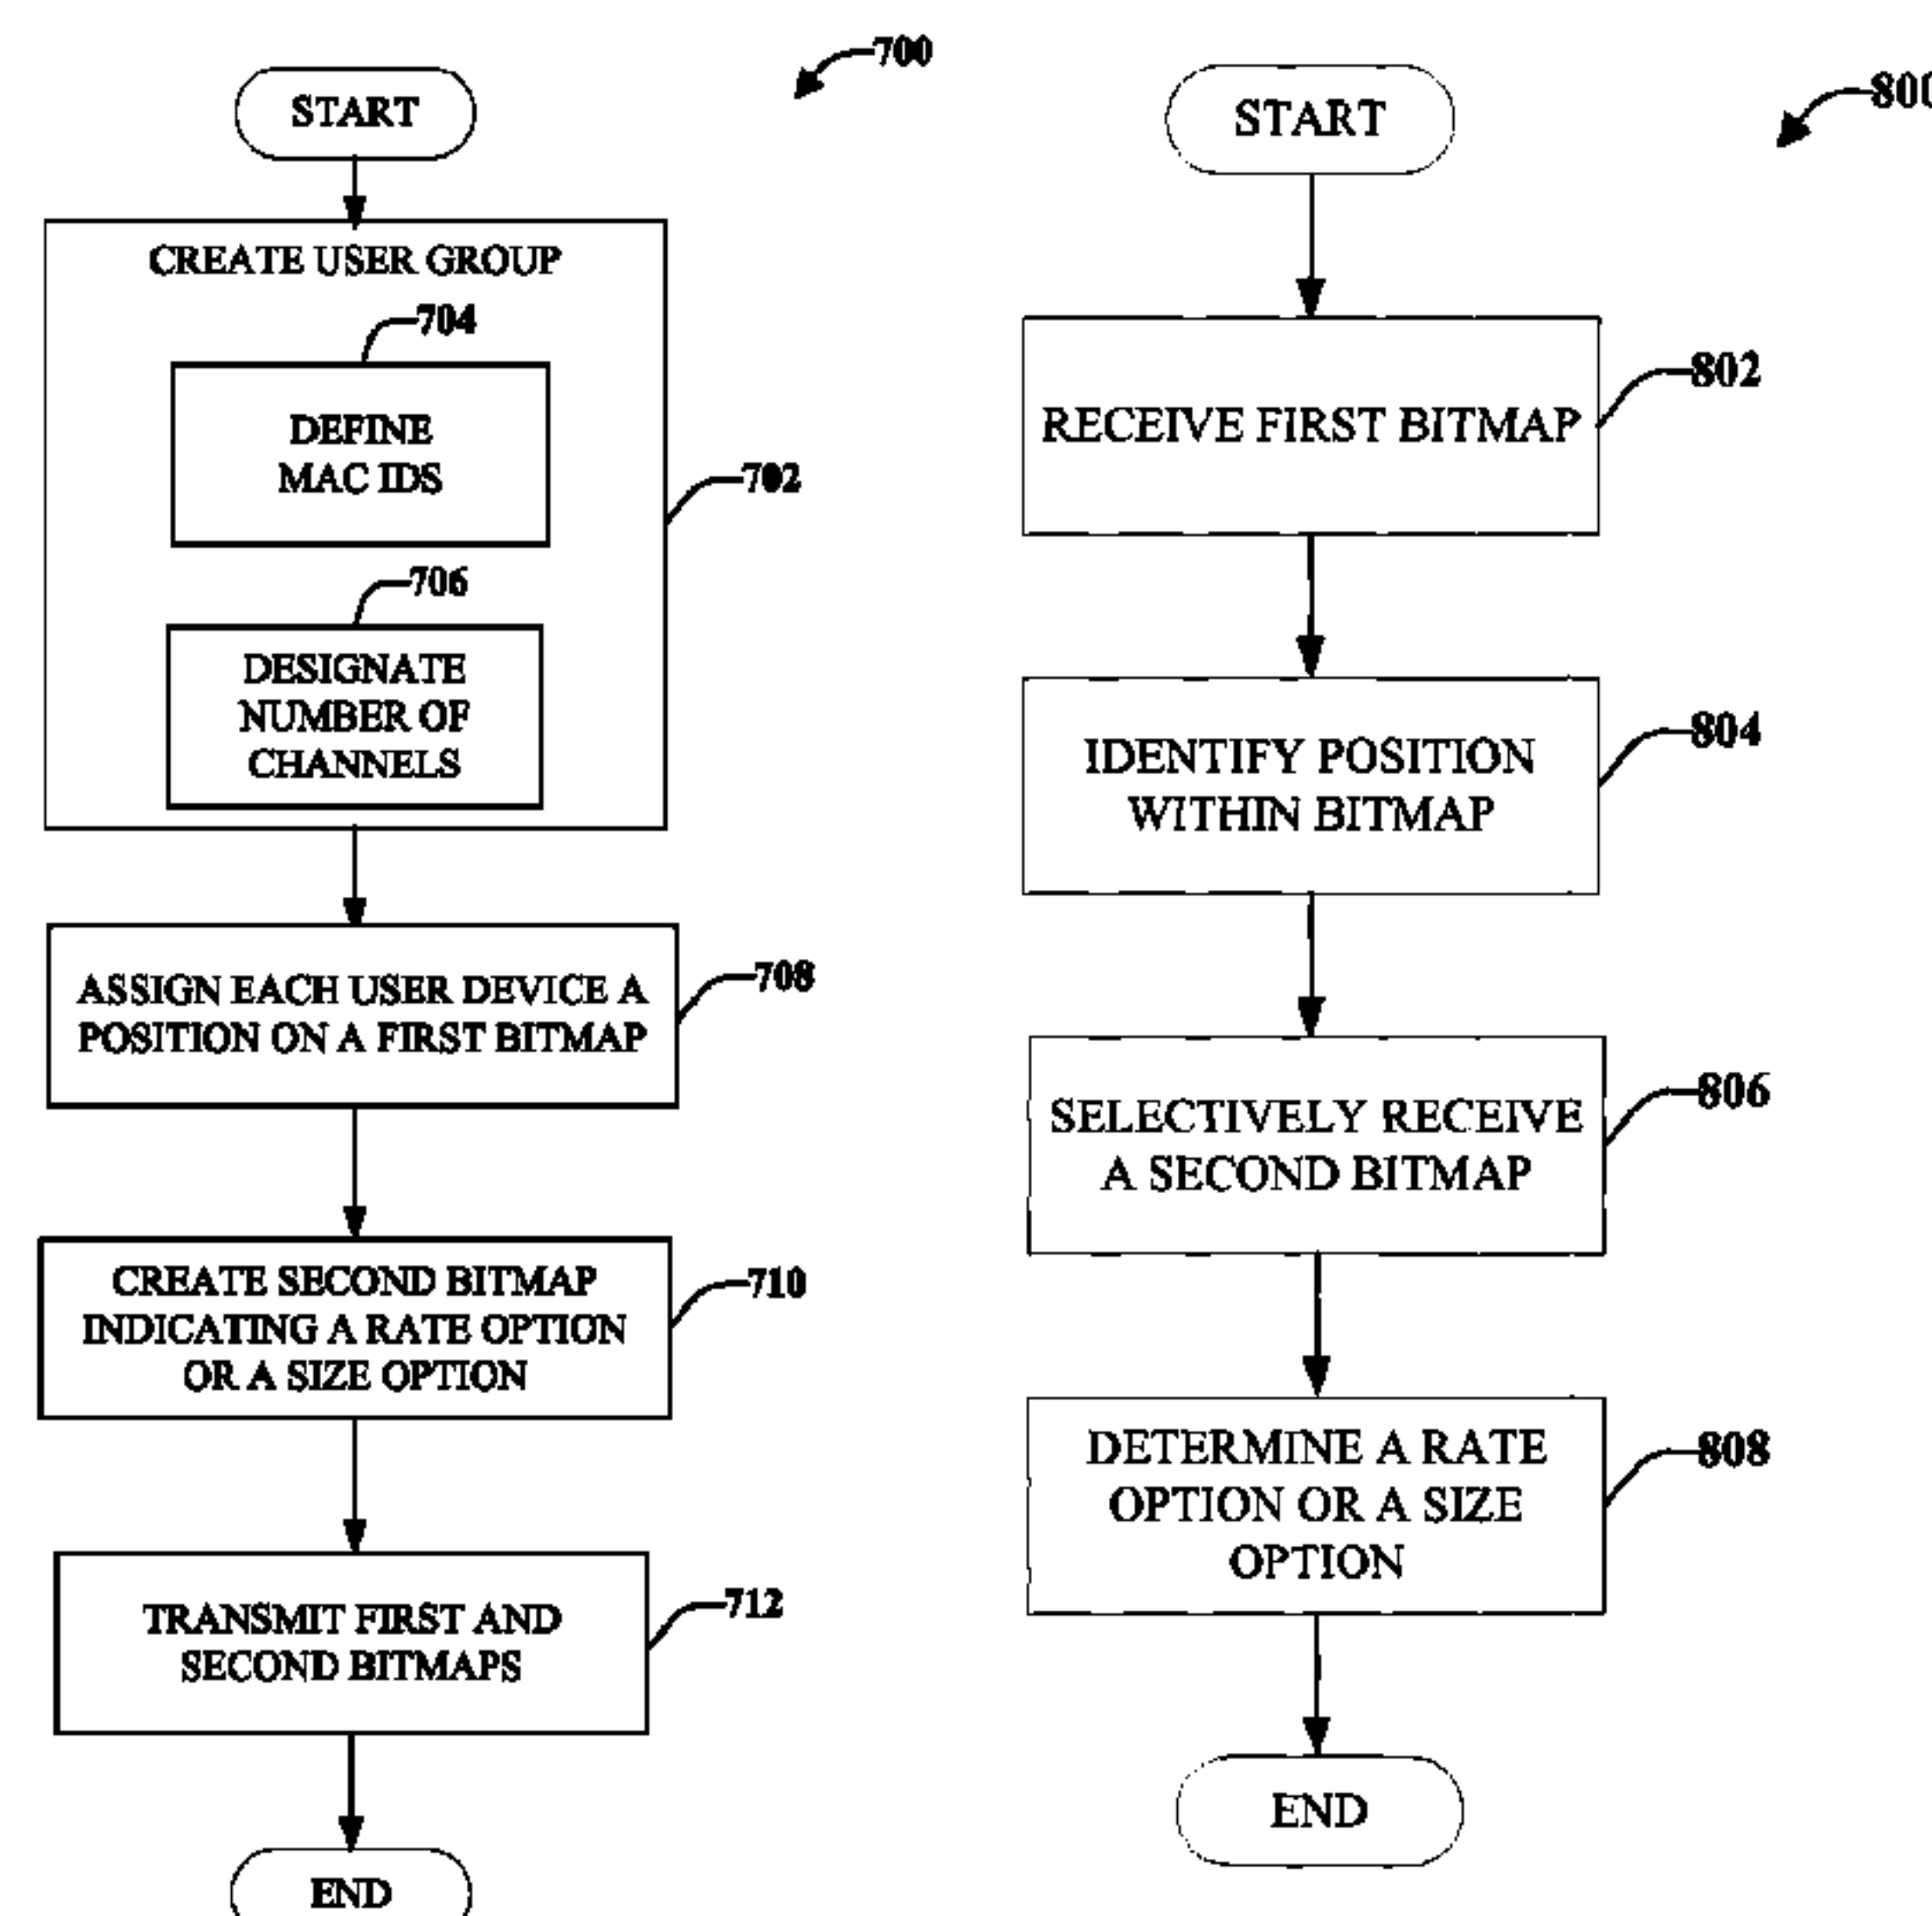 700
START
CREATE USER GROUP
704
DEFINE
MAC IDS
702
706
DESIGNATE
NUMBER OF
CHANNELS
ASSIGN EACH USER DEVICE A
POSITION ON A FIRST BITMAP
708
CREATE SECOND BITMAP
INDICATING A RATE OPTION
OR A SIZE OPTION
710
TRANSMIT FIRST AND
SECOND BITMAPS
712
END
800
START
RECEIVE FIRST BITMAP
802
IDENTIFY POSITION
WITHIN BITMAP
804
SELECTIVELY RECEIVE
A SECOND BITMAP
806
DETERMINE A RATE
OPTION OR A SIZE
OPTION
808
END